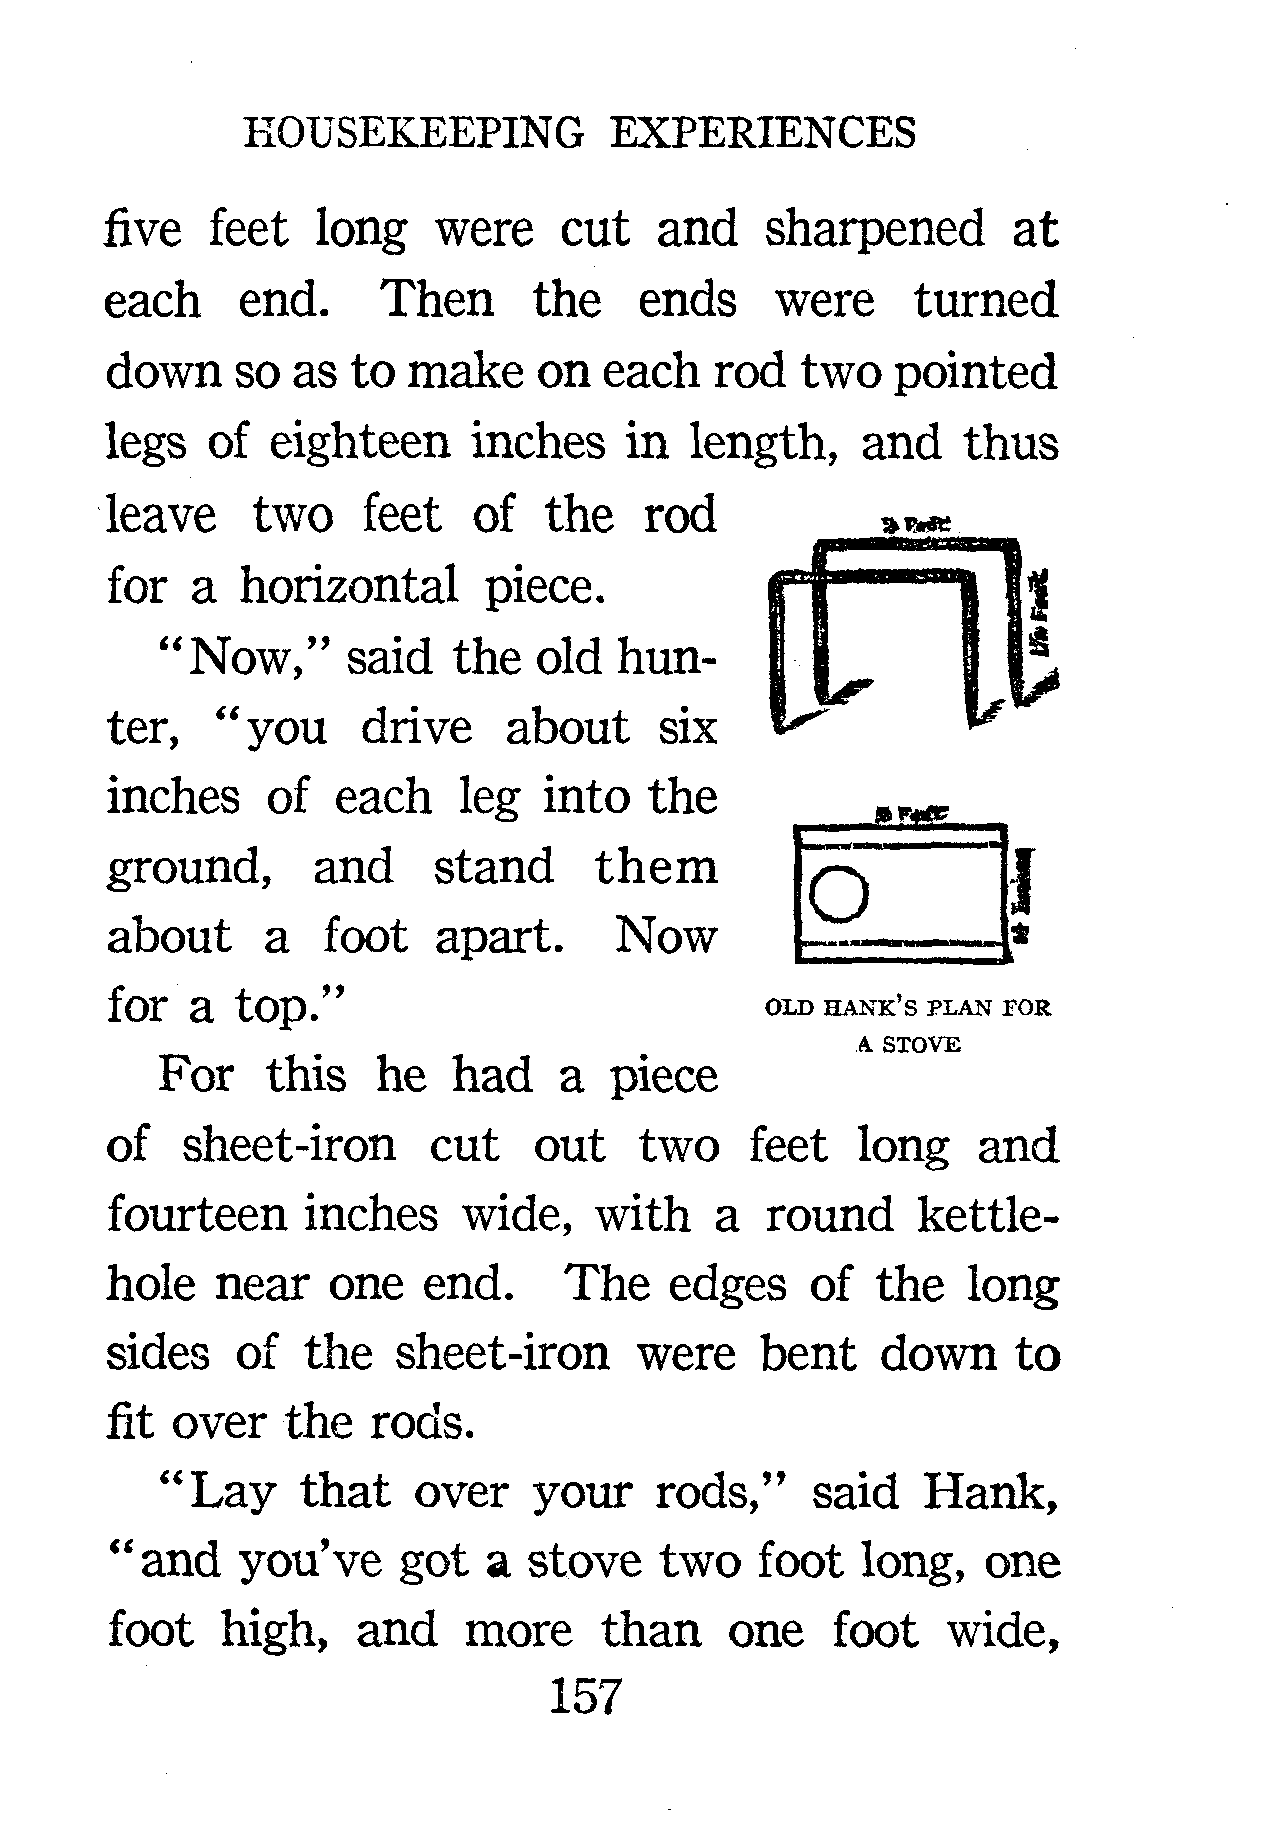 HOUSEKEEPING EXPERIENCES
five feet long were cut and sharpened at
each end. Then the ends were turned
down so as to make on each rod two pointed
legs of eighteen inches in length, and thus
leave two feet of the rod
for a horizontal piece.
"Now," said the old hun-
ter, "you drive about six
inches of each leg into the
ground, and stand them
about a foot apart. Now
for a top."
Feet
Feet
OLD HANK'S PLAN FOR
A STOVE
For this he had a piece
of sheet-iron cut out two feet long and
fourteen inches wide, with a round kettle-
hole near one end. The edges of the long
sides of the sheet-iron were bent down to
fit over the rods.
"Lay that over your rods," said Hank,
"and you've got a stove two foot long, one
foot high, and more than one foot wide,
157